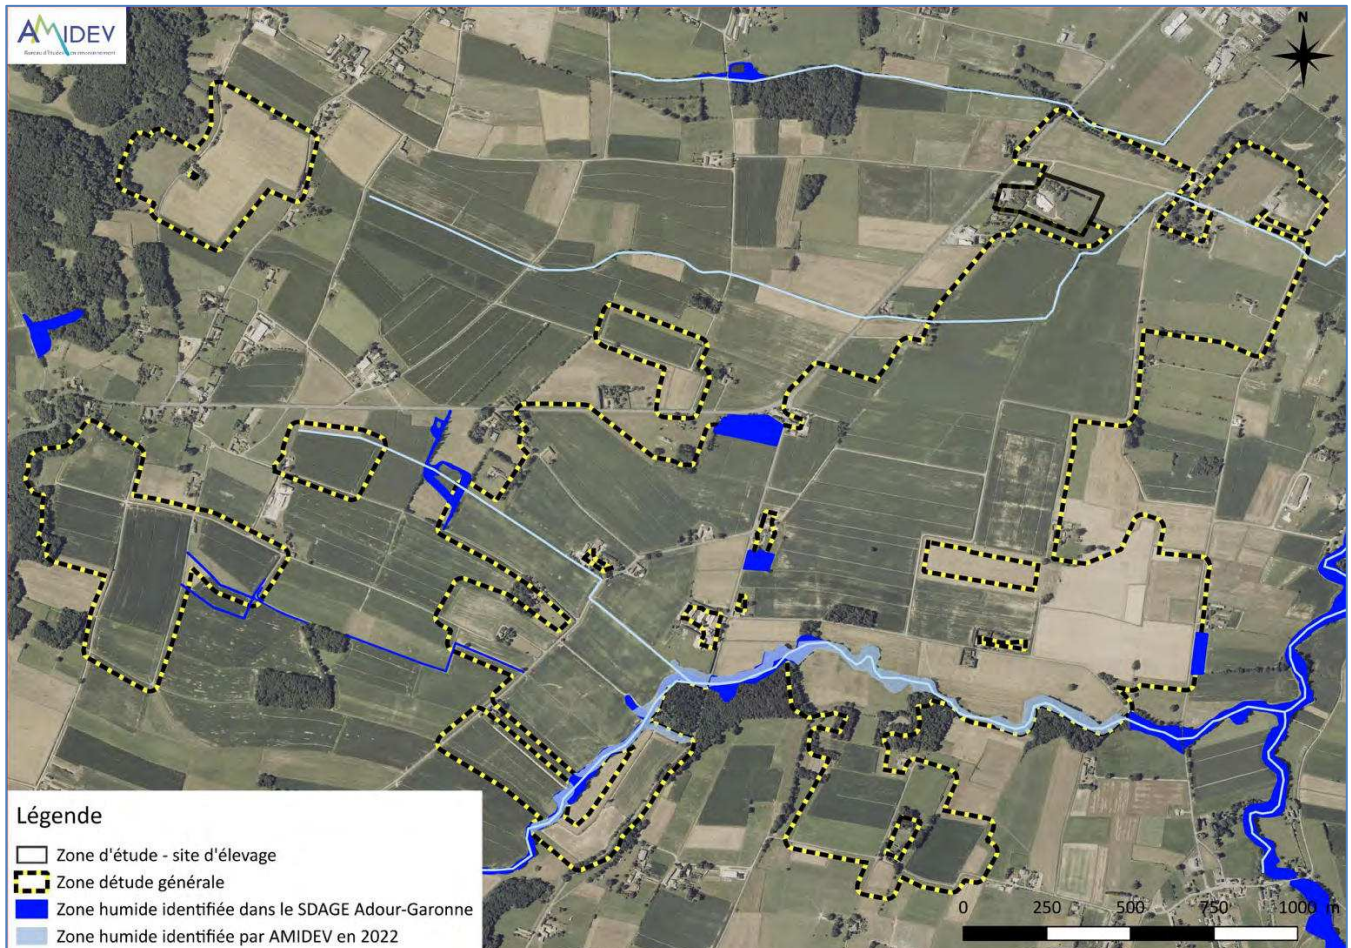 AMIDEV
Bureau d'études en environnement
N
Légende
Zone d'étude - site d'élevage
Zone détude générale
Zone humide identifiée dans le SDAGE Adour-Garonne
Zone humide identifiée par AMIDEV en 2022
0 250 500 750 1000 m